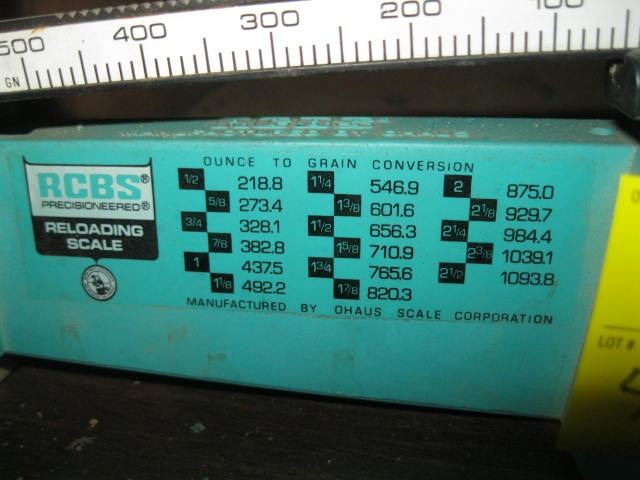 500 400 300 200 100
GN
OUNCE TO GRAIN CONVERSION
RCBS®
PRECISIONEERED®
RELOADING
SCALE
1/2 218.8
5/8 273.4
3/4 328.1
7/8 382.8
1 437.5
1 1/8 492.2
1 1/4 546.9
1 3/8 601.6
1 1/2 656.3
1 5/8 710.9
1 3/4 765.6
1 7/8 820.3
2 875.0
2 1/8 929.7
2 1/4 984.4
2 3/8 1039.1
2 1/2 1093.8
MANUFACTURED BY OHAUS SCALE CORPORATION
LOT #